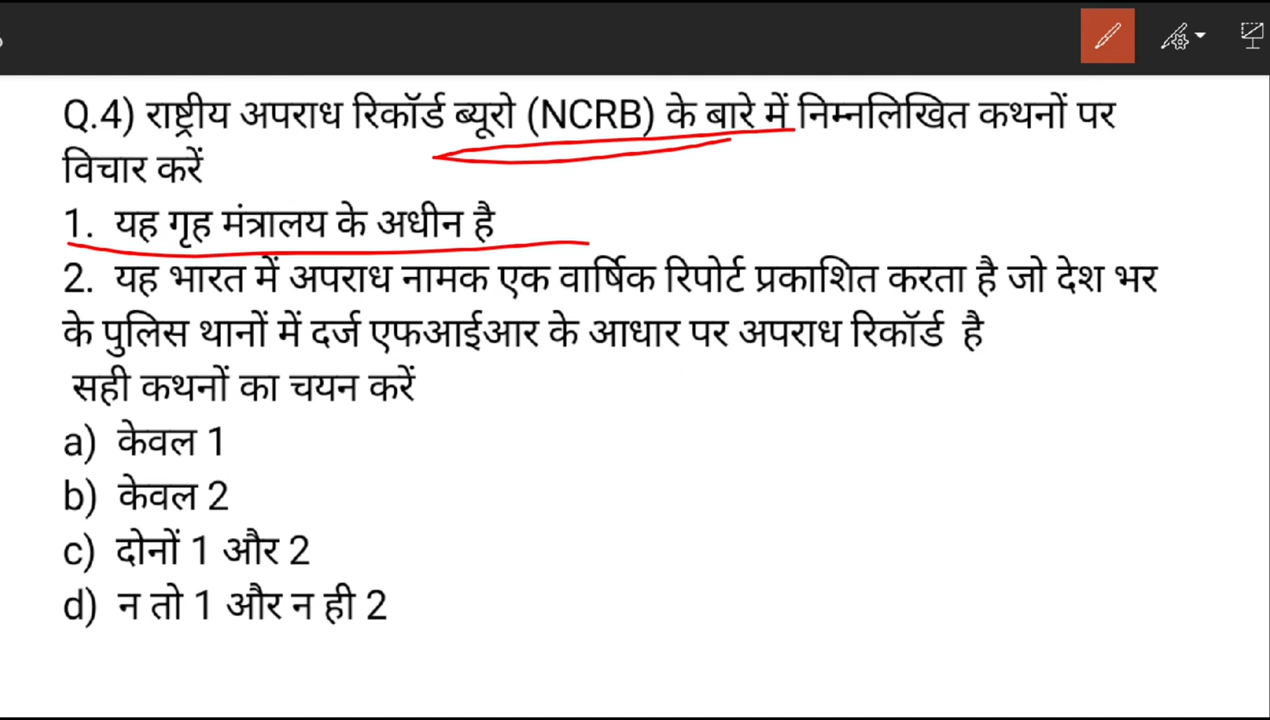 Q.4) राष्ट्रीय अपराध रिकॉर्ड ब्यूरो (NCRB) के बारे में निम्नलिखित कथनों पर
विचार करें
1. यह गृह मंत्रालय के अधीन है
2. यह भारत में अपराध नामक एक वार्षिक रिपोर्ट प्रकाशित करता है जो देश भर
के पुलिस थानों में दर्ज एफआईआर के आधार पर अपराध रिकॉर्ड है
सही कथनों का चयन करें
a) केवल 1
b) केवल 2
c) दोनों 1 और 2
d) न तो 1 और न ही 2